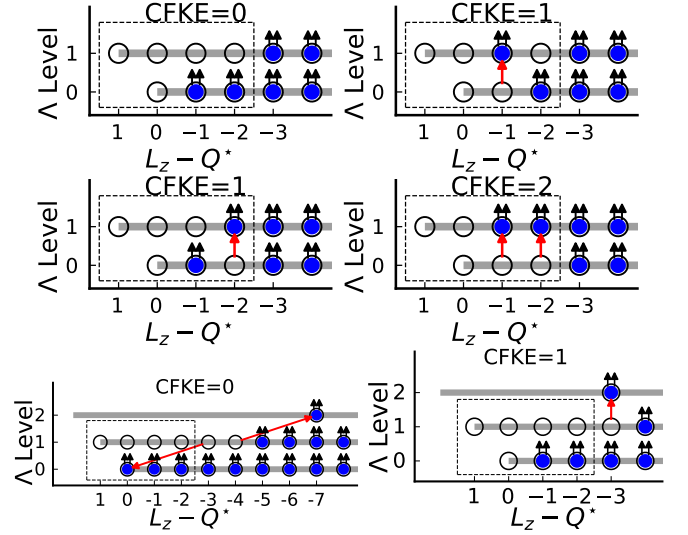 CFKE=0
Λ Level
1
0
1 0 −1 −2 −3
L_z − Q^⋆
CFKE=1
Λ Level
1
0
1 0 −1 −2 −3
L_z − Q^⋆
CFKE=1
Λ Level
1
0
1 0 −1 −2 −3
L_z − Q^⋆
CFKE=2
Λ Level
1
0
1 0 −1 −2 −3
L_z − Q^⋆
CFKE=0
Λ Level
2
1
0
1 0 -1 -2 -3 -4 -5 -6 -7
L_z − Q^⋆
CFKE=1
Λ Level
2
1
0
1 0 −1 −2 −3
L_z − Q^⋆